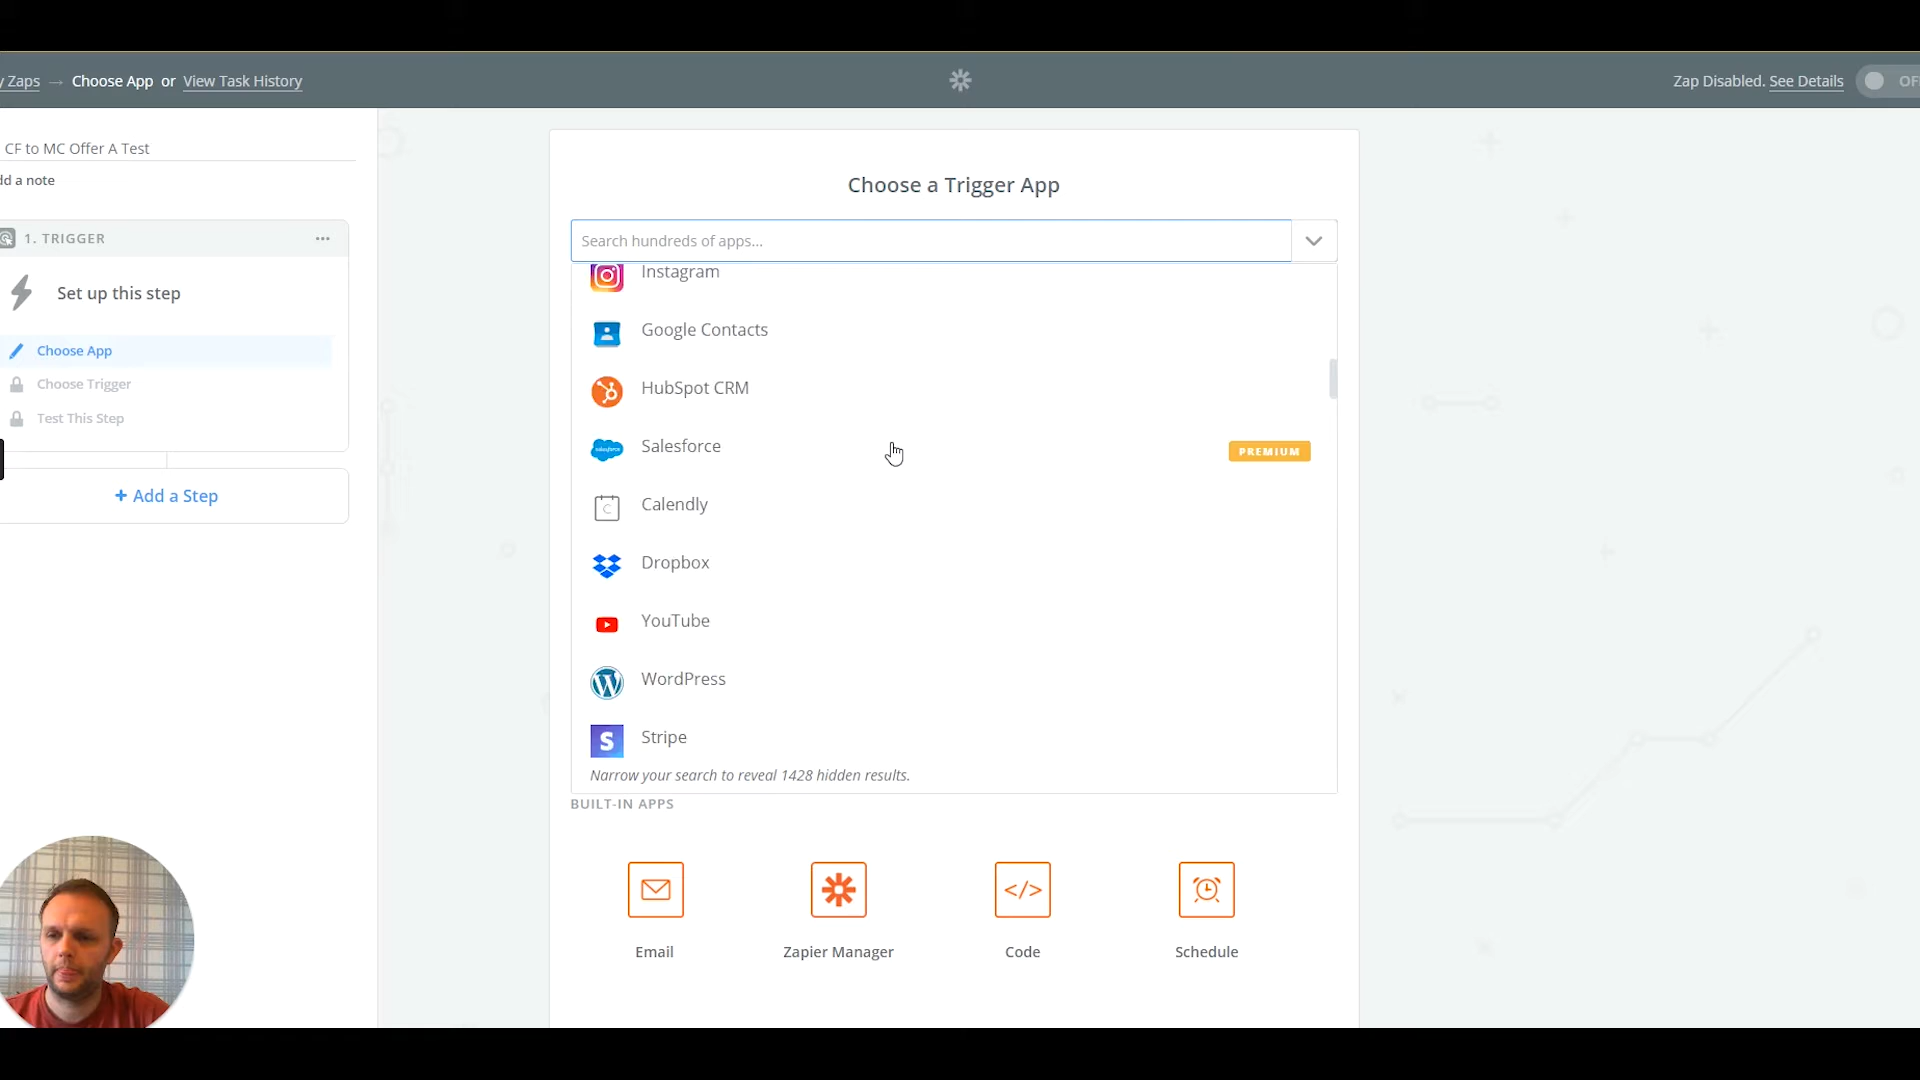 y Zaps → Choose App or View Task History
Zap Disabled. See Details
OF
CF to MC Offer A Test
dd a note
1. TRIGGER
Set up this step
Choose App
Choose Trigger
Test This Step
+ Add a Step
Choose a Trigger App
Search hundreds of apps...
Instagram
Google Contacts
HubSpot CRM
salesforce
Salesforce
PREMIUM
C
Calendly
Dropbox
YouTube
W
WordPress
S
Stripe
Narrow your search to reveal 1428 hidden results.
BUILT-IN APPS
</>
Email
Zapier Manager
Code
Schedule